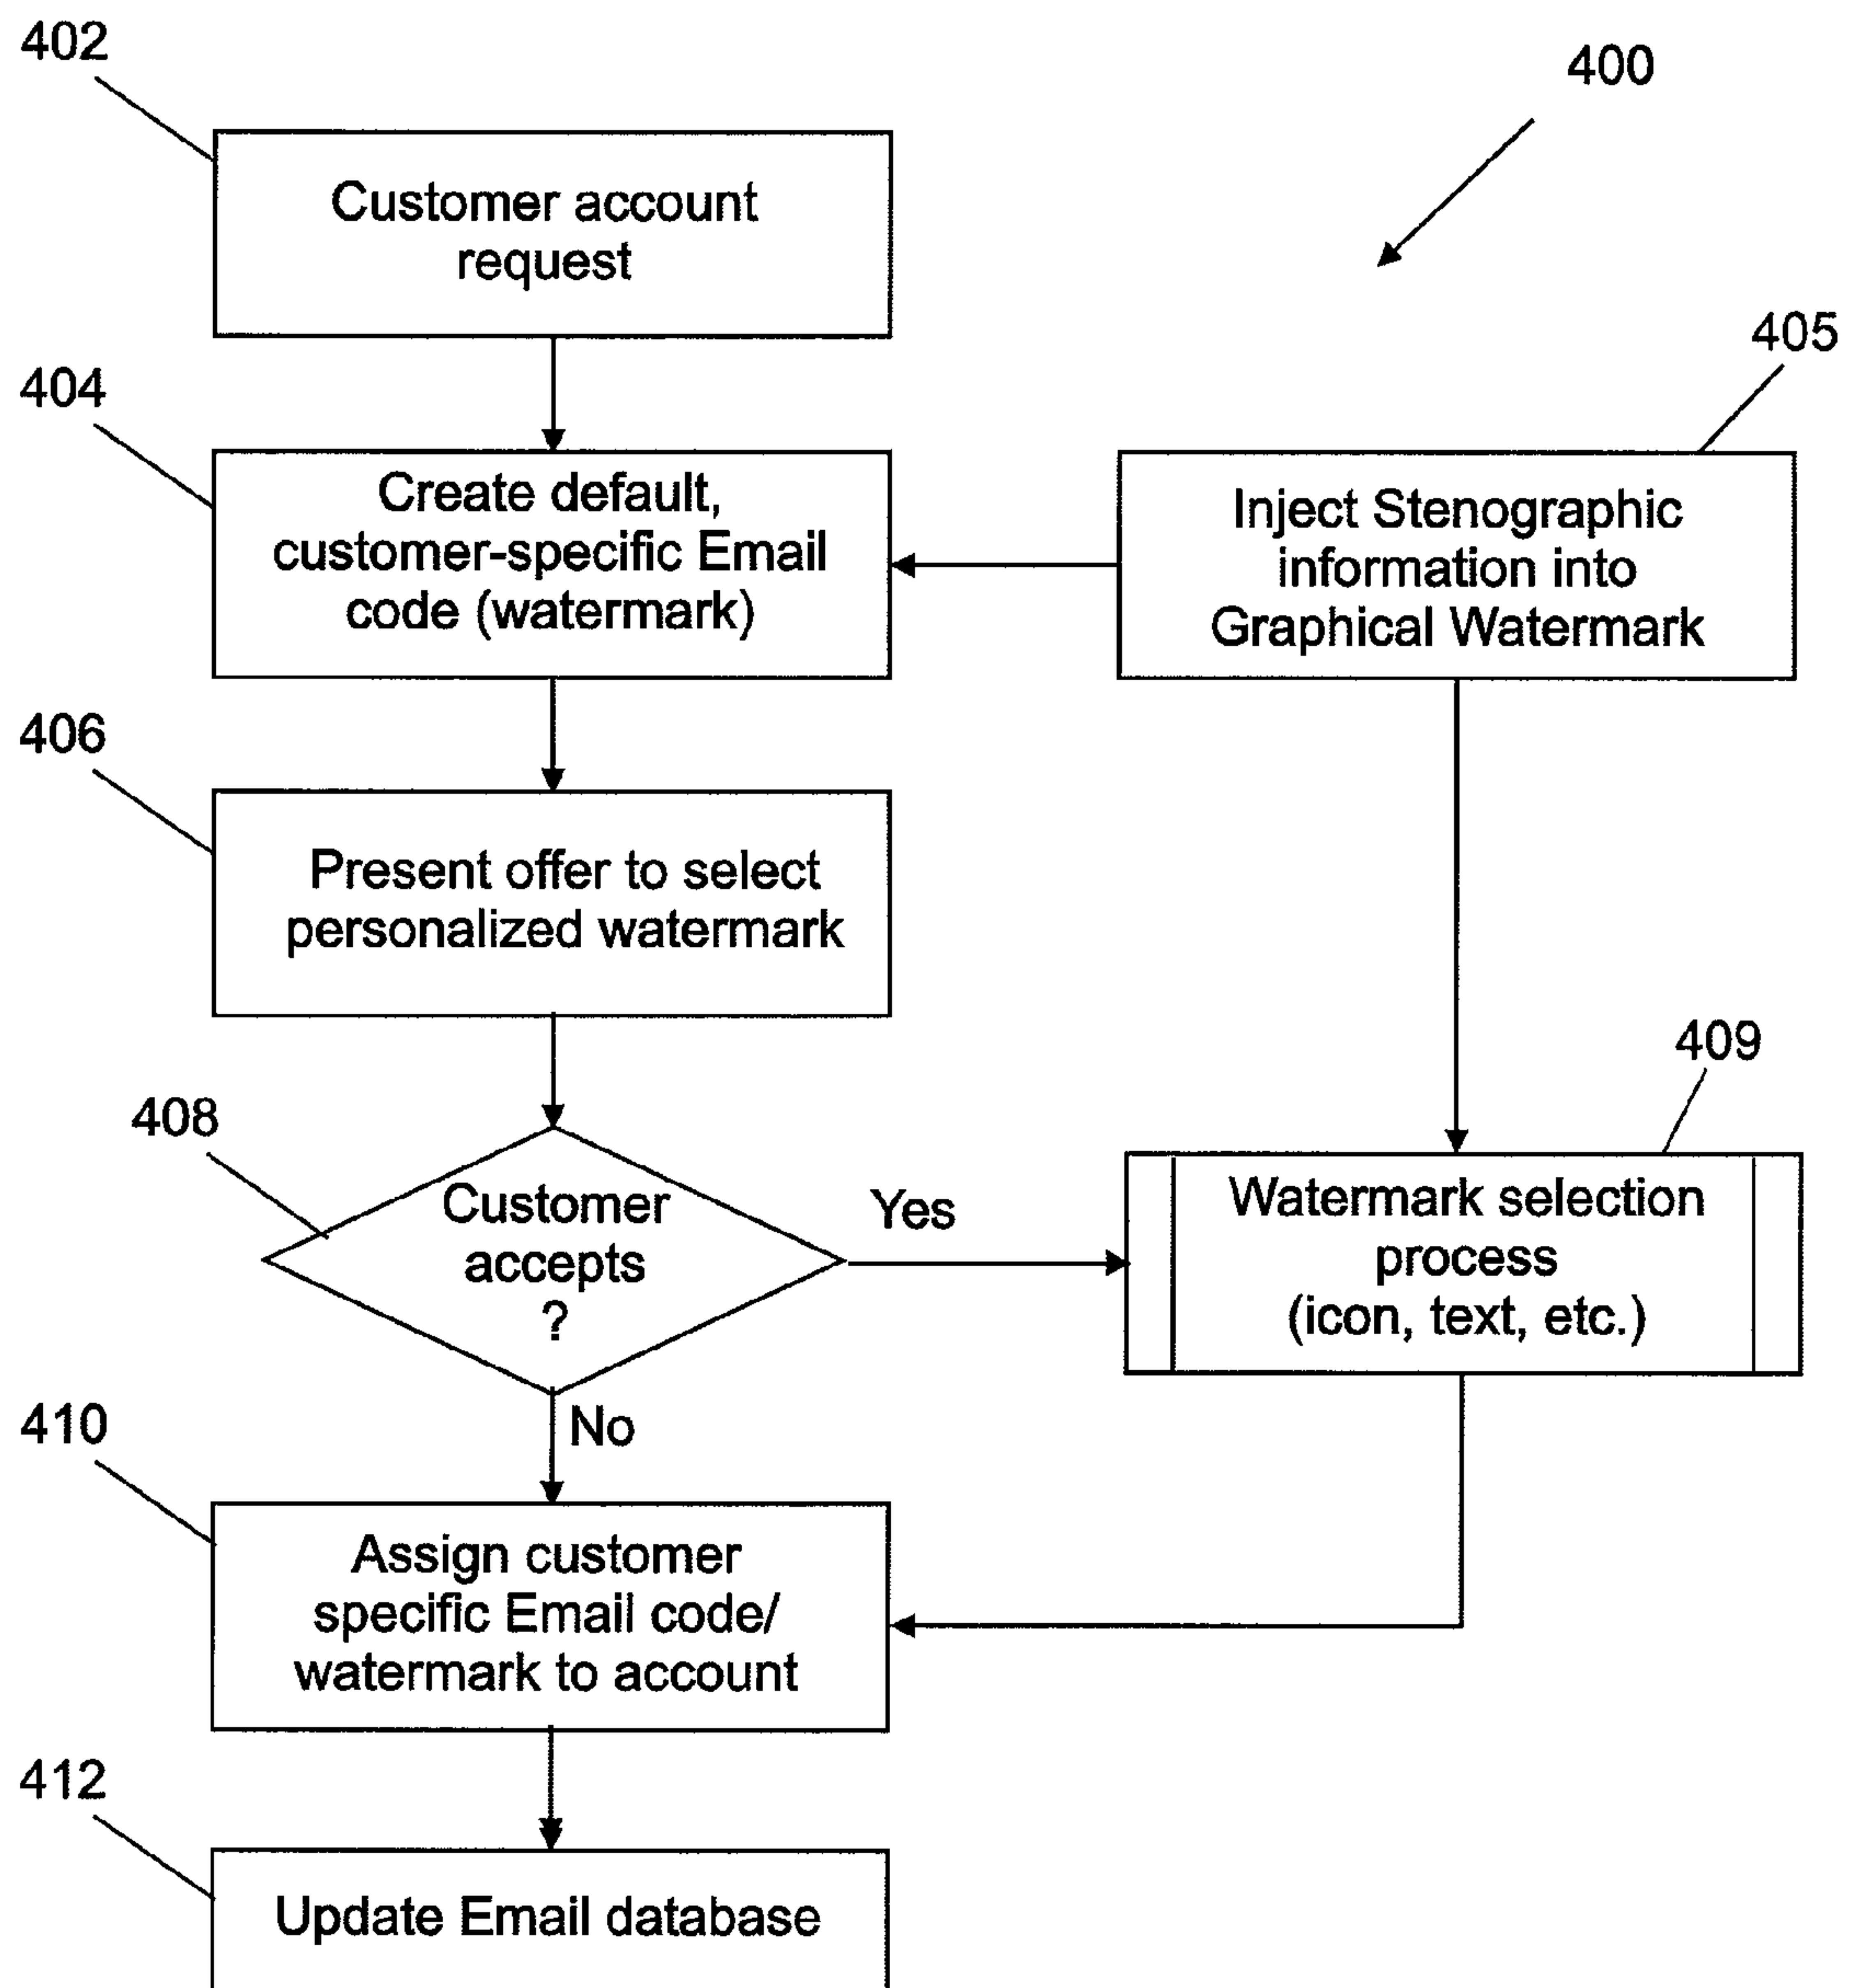 402
400
Customer account
request
405
404
Create default,
customer-specific Email
code (watermark)
Inject Stenographic
information into
Graphical Watermark
406
Present offer to select
personalized watermark
409
408
Customer
accepts
?
Yes
Watermark selection
process
(icon, text, etc.)
No
410
Assign customer
specific Email code/
watermark to account
412
Update Email database